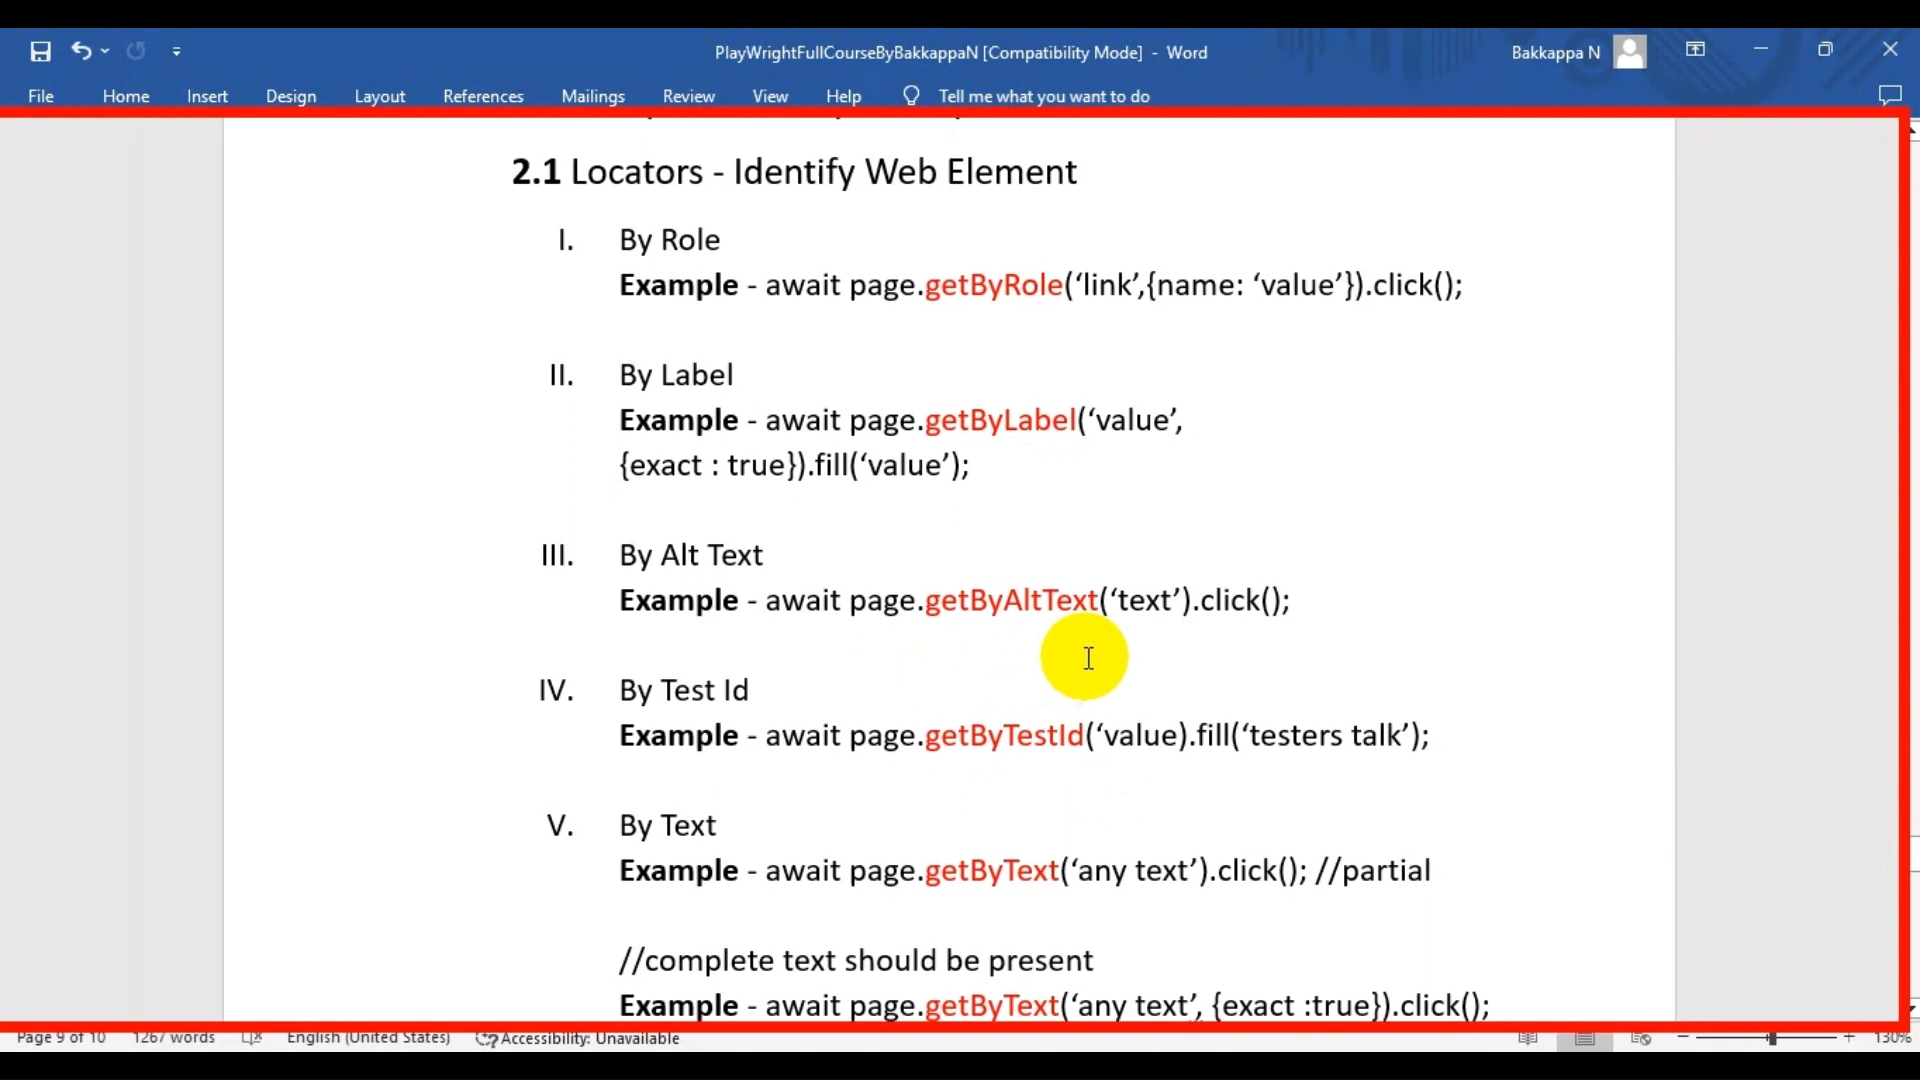 PlayWrightFullCourseByBakkappaN [Compatibility Mode] - Word
Bakkappa N
File Home Insert Design Layout References Mailings Review View Help Tell me what you want to do
2.1 Locators - Identify Web Element
I. By Role
Example - await page.getByRole(‘link’,{name: ‘value’}).click();
II. By Label
Example - await page.getByLabel(‘value’,
{exact : true}).fill(‘value’);
III. By Alt Text
Example - await page.getByAltText(‘text’).click();
IV. By Test Id
Example - await page.getByTestId(‘value).fill(‘testers talk’);
V. By Text
Example - await page.getByText(‘any text’).click(); //partial
//complete text should be present
Example - await page.getByText(‘any text’, {exact :true}).click();
Page 9 of 10 1267 words English (United States) Accessibility: Unavailable 130%